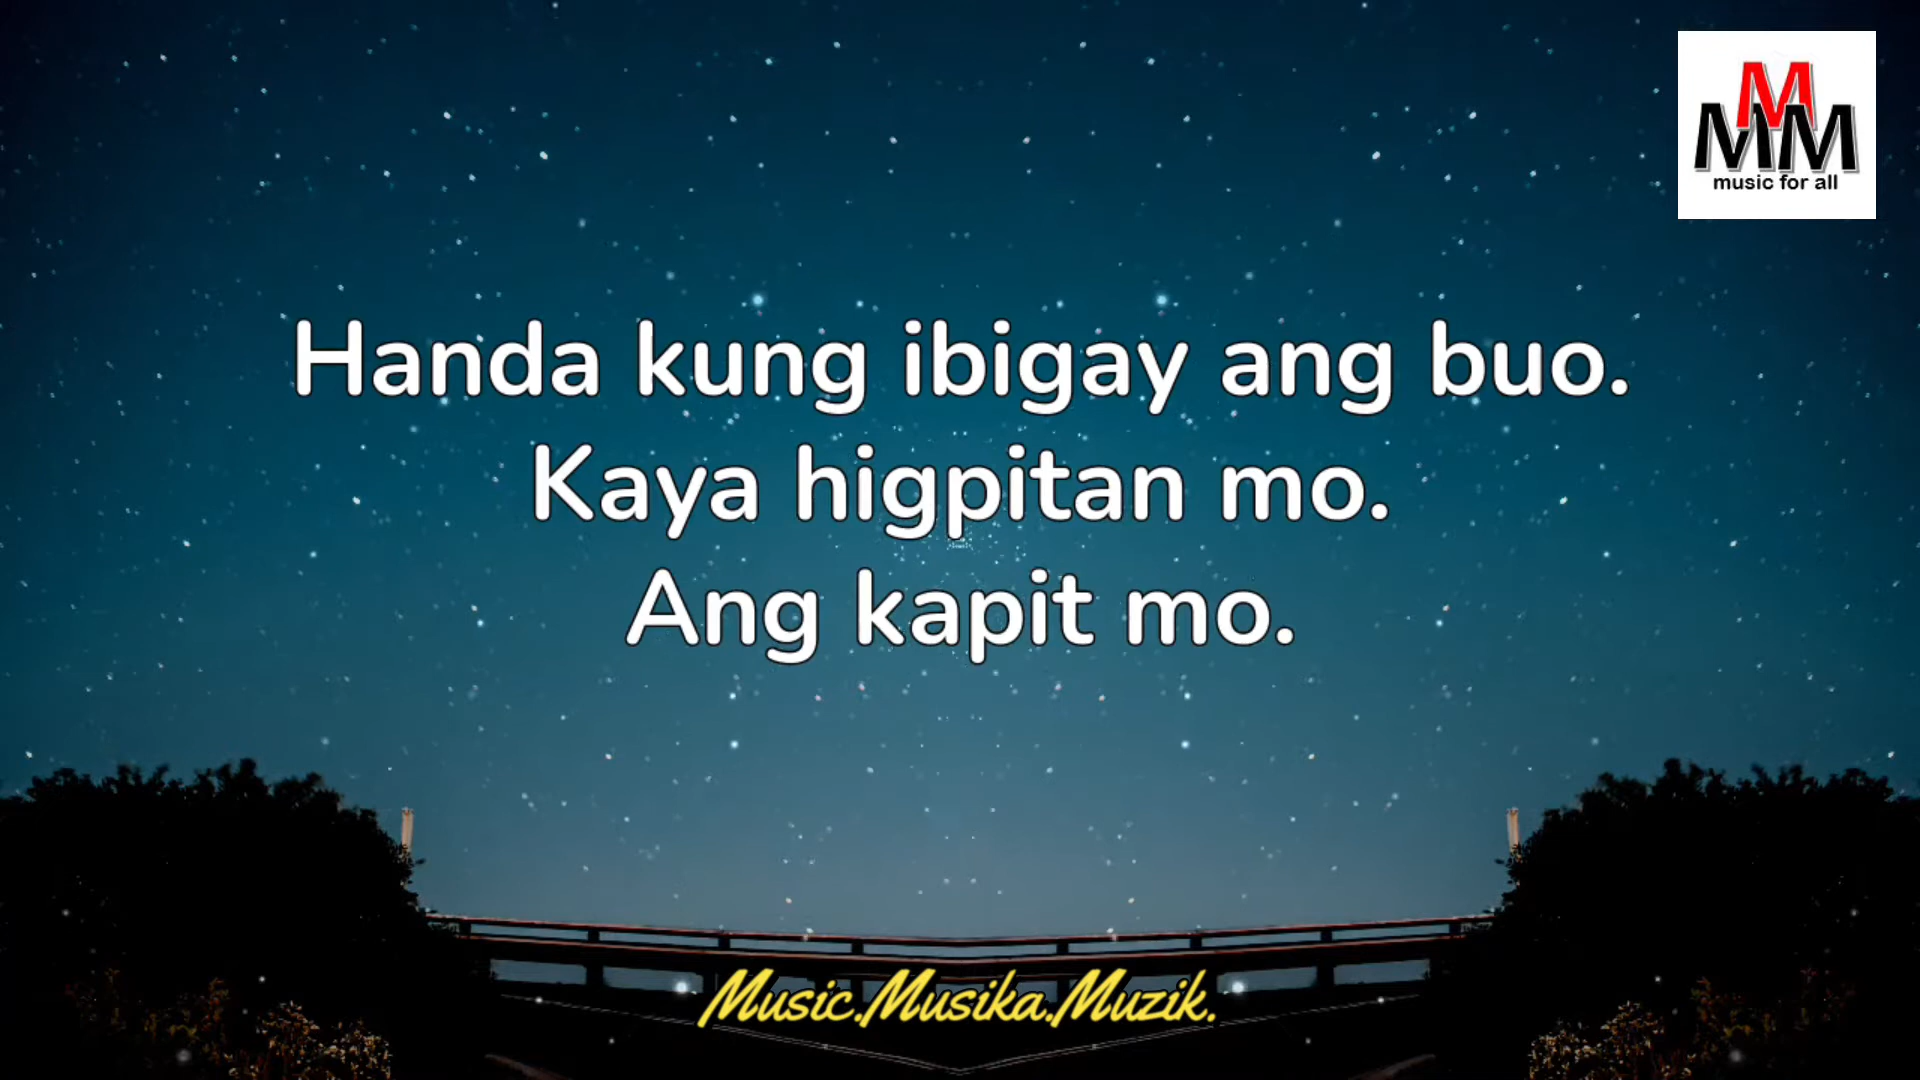 M
MM
music for all
Handa kung ibigay ang buo.
Kaya higpitan mo.
Ang kapit mo.
Music.Musika.Muzik.